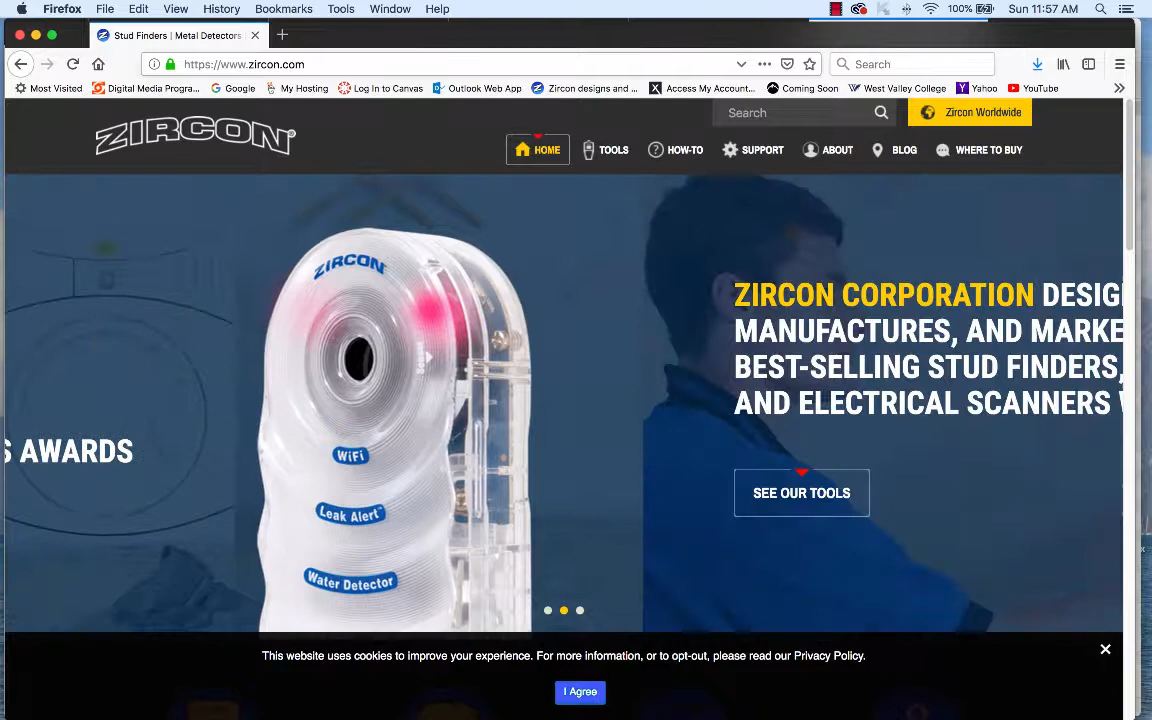 Firefox File Edit View History Bookmarks Tools Window Help 100% Sun 11:57 AM
Stud Finders | Metal Detectors
https://www.zircon.com Search
Most Visited Digital Media Progra... Google My Hosting Log In to Canvas Outlook Web App Zircon designs and ... Access My Account... Coming Soon West Valley College Yahoo YouTube
Search Zircon Worldwide
ZIRCON®
HOME TOOLS HOW-TO SUPPORT ABOUT BLOG WHERE TO BUY
ZIRCON
WiFi
Leak Alert™
Water Detector
S AWARDS
ZIRCON CORPORATION DESIG
MANUFACTURES, AND MARKE
BEST-SELLING STUD FINDERS,
AND ELECTRICAL SCANNERS
SEE OUR TOOLS
This website uses cookies to improve your experience. For more information, or to opt-out, please read our Privacy Policy.
I Agree